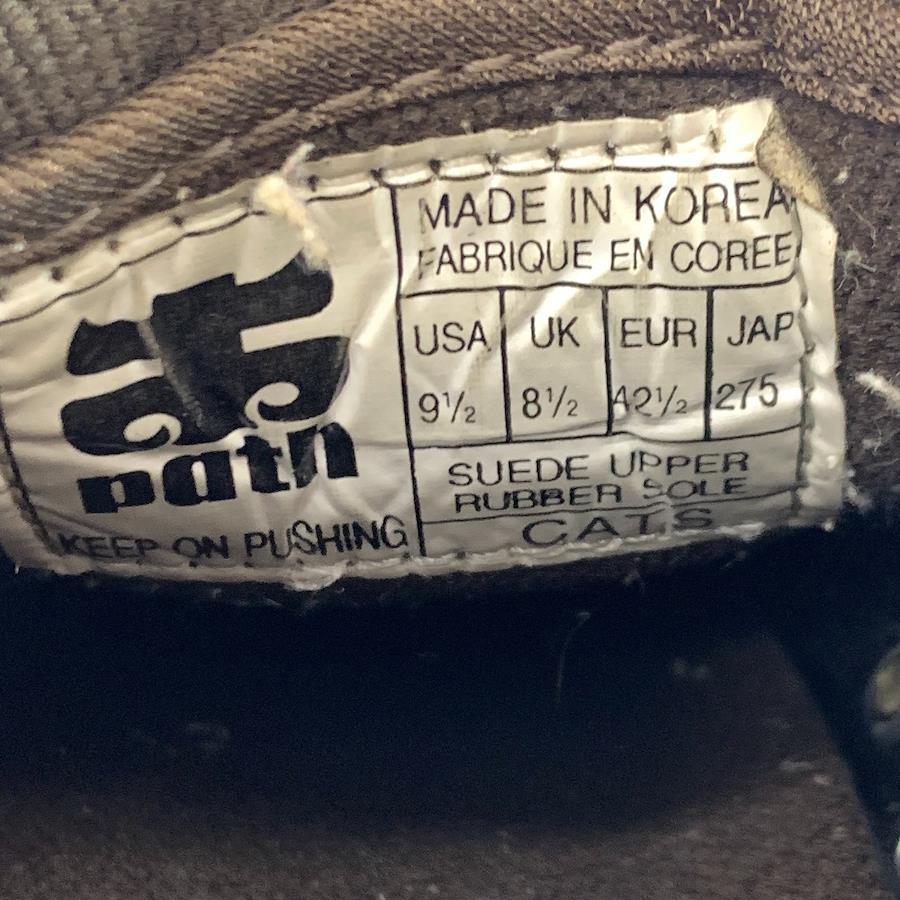 path
KEEP ON PUSHING
MADE IN KOREA
FABRIQUE EN COREE
USA UK EUR JAP
9½ 8½ 42½ 275
SUEDE UPPER
RUBBER SOLE
CATS